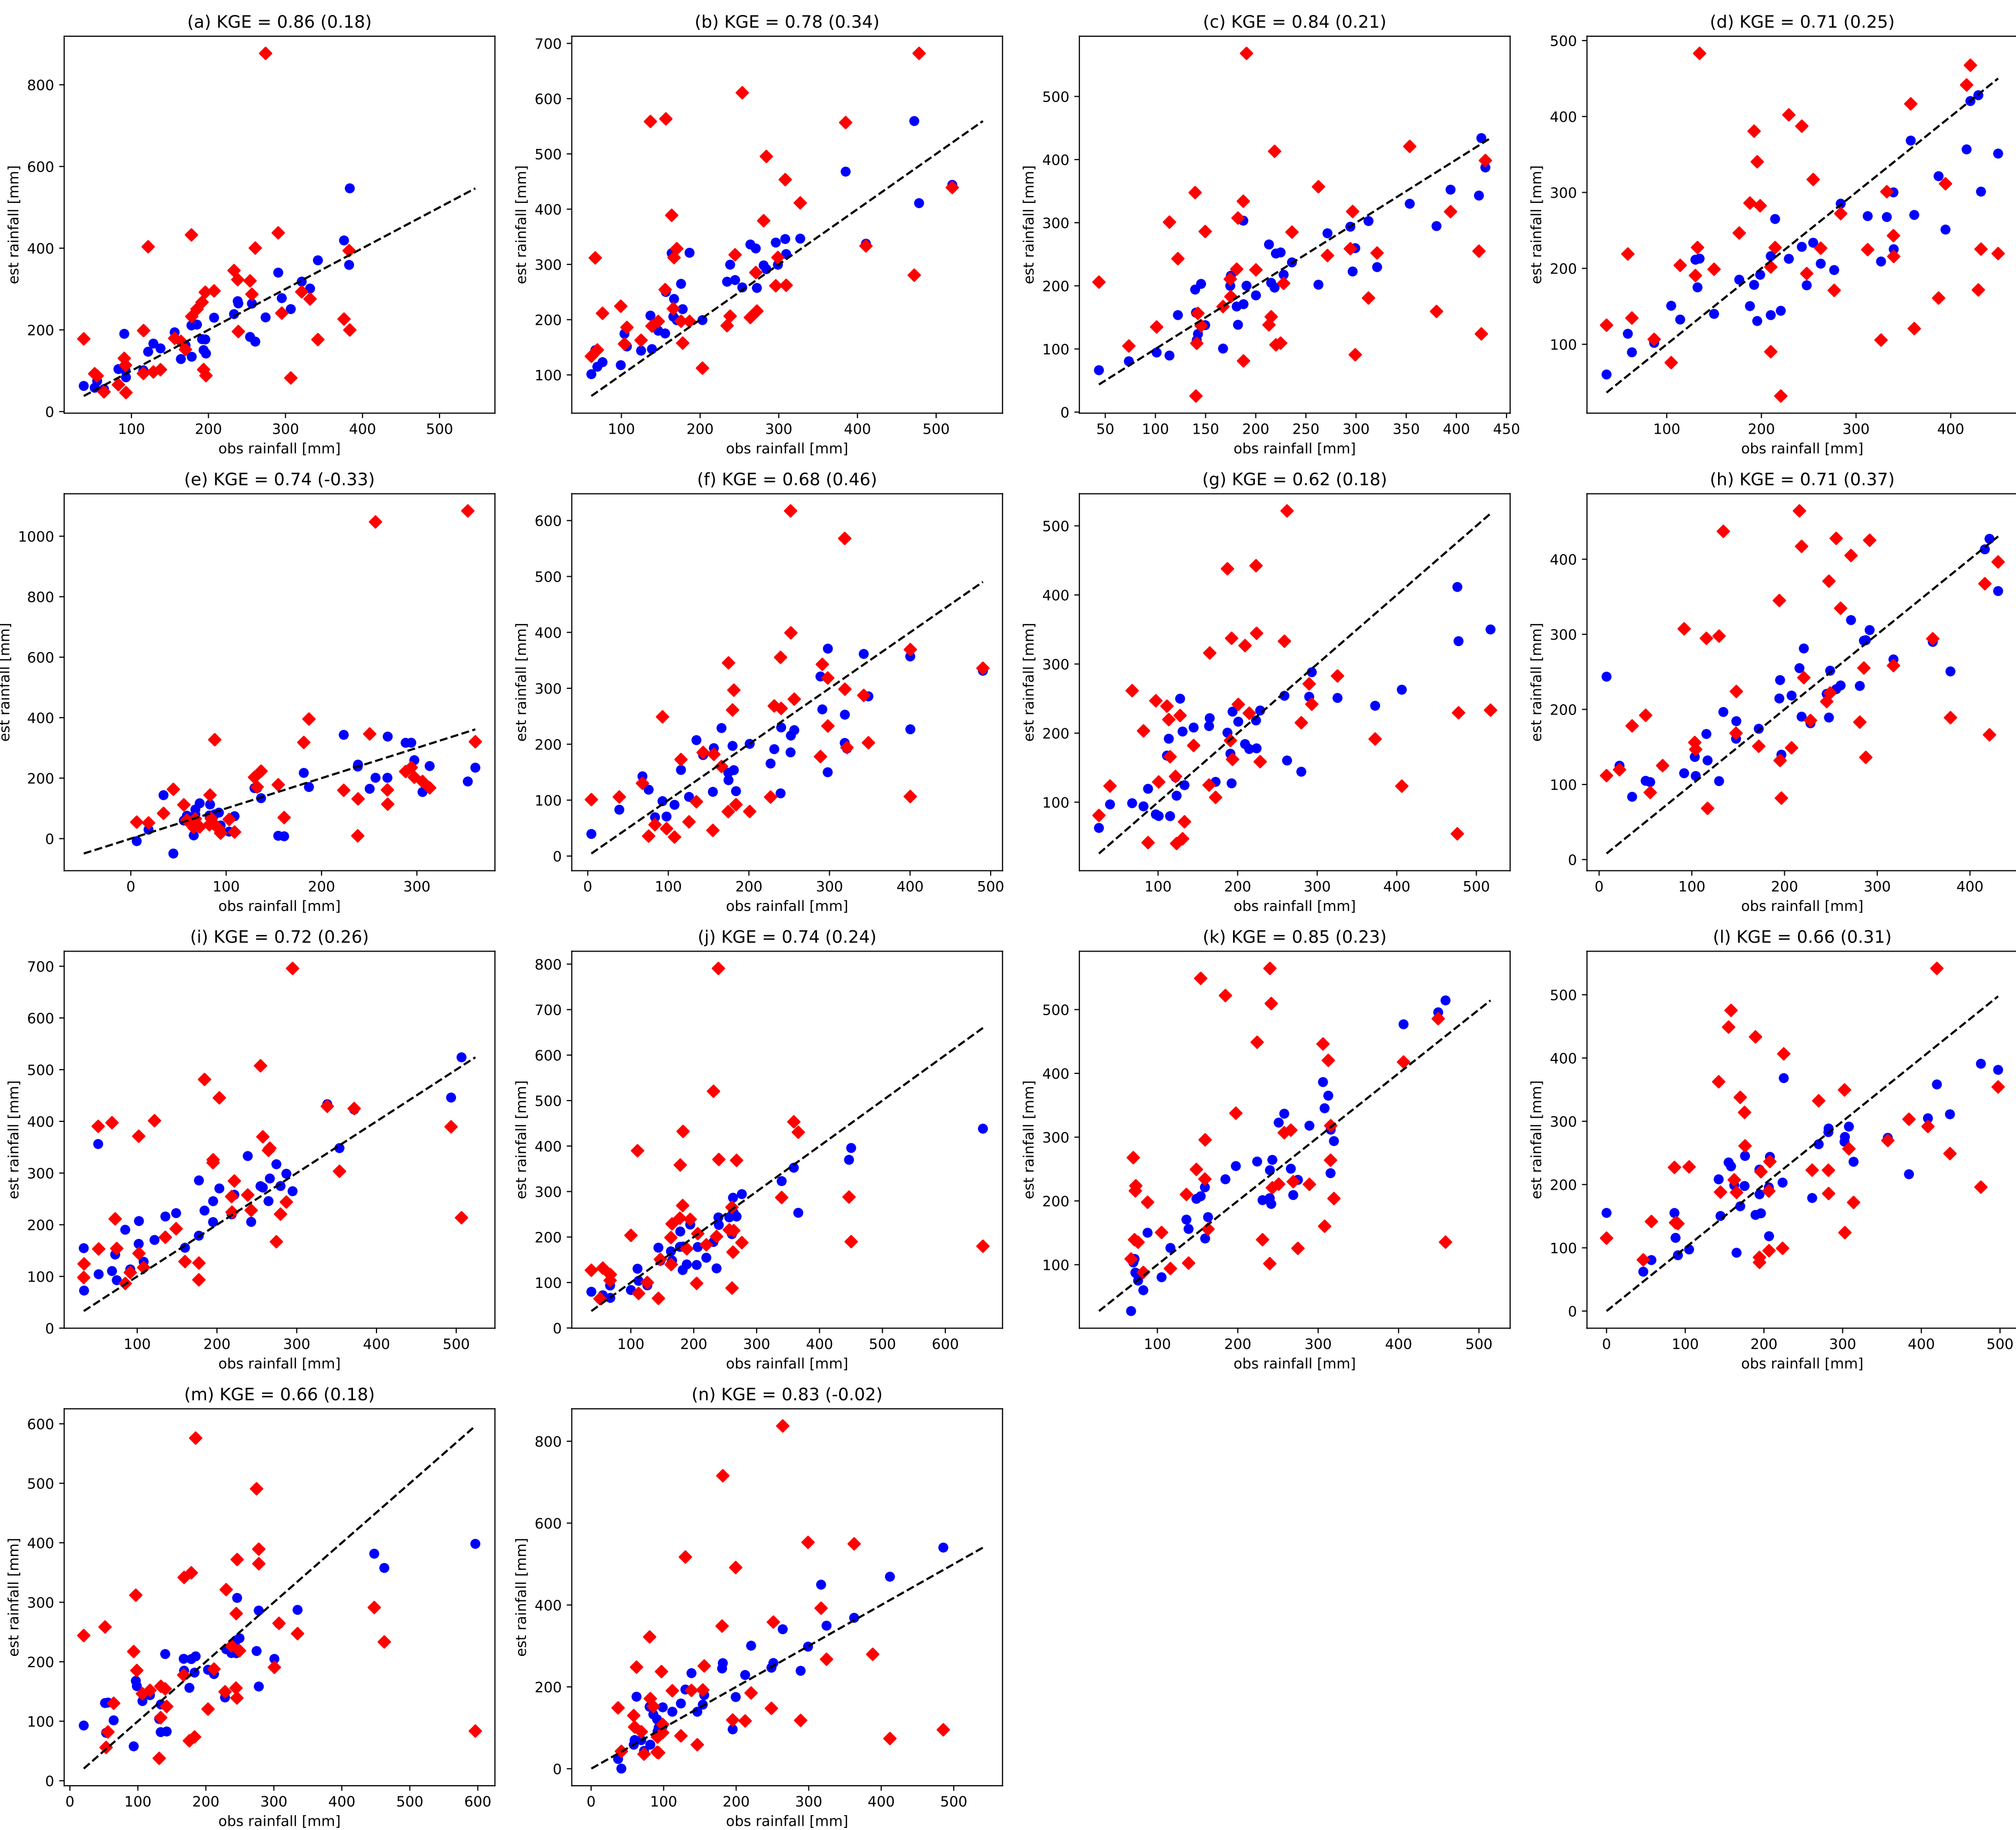 (a) KGE = 0.86 (0.18)
est rainfall [mm]
800
600
400
200
0
100 200 300 400 500
obs rainfall [mm]
(b) KGE = 0.78 (0.34)
est rainfall [mm]
700
600
500
400
300
200
100
100 200 300 400 500
obs rainfall [mm]
(c) KGE = 0.84 (0.21)
est rainfall [mm]
500
400
300
200
100
0
50 100 150 200 250 300 350 400 450
obs rainfall [mm]
(d) KGE = 0.71 (0.25)
est rainfall [mm]
500
400
300
200
100
100 200 300 400
obs rainfall [mm]
(e) KGE = 0.74 (-0.33)
est rainfall [mm]
1000
800
600
400
200
0
0 100 200 300
obs rainfall [mm]
(f) KGE = 0.68 (0.46)
est rainfall [mm]
600
500
400
300
200
100
0
0 100 200 300 400 500
obs rainfall [mm]
(g) KGE = 0.62 (0.18)
est rainfall [mm]
500
400
300
200
100
100 200 300 400 500
obs rainfall [mm]
(h) KGE = 0.71 (0.37)
est rainfall [mm]
400
300
200
100
0
0 100 200 300 400
obs rainfall [mm]
(i) KGE = 0.72 (0.26)
est rainfall [mm]
700
600
500
400
300
200
100
0
100 200 300 400 500
obs rainfall [mm]
(j) KGE = 0.74 (0.24)
est rainfall [mm]
800
700
600
500
400
300
200
100
0
100 200 300 400 500 600
obs rainfall [mm]
(k) KGE = 0.85 (0.23)
est rainfall [mm]
500
400
300
200
100
100 200 300 400 500
obs rainfall [mm]
(l) KGE = 0.66 (0.31)
est rainfall [mm]
500
400
300
200
100
0
0 100 200 300 400 500
obs rainfall [mm]
(m) KGE = 0.66 (0.18)
est rainfall [mm]
600
500
400
300
200
100
0
0 100 200 300 400 500 600
obs rainfall [mm]
(n) KGE = 0.83 (-0.02)
est rainfall [mm]
800
600
400
200
0
0 100 200 300 400 500
obs rainfall [mm]